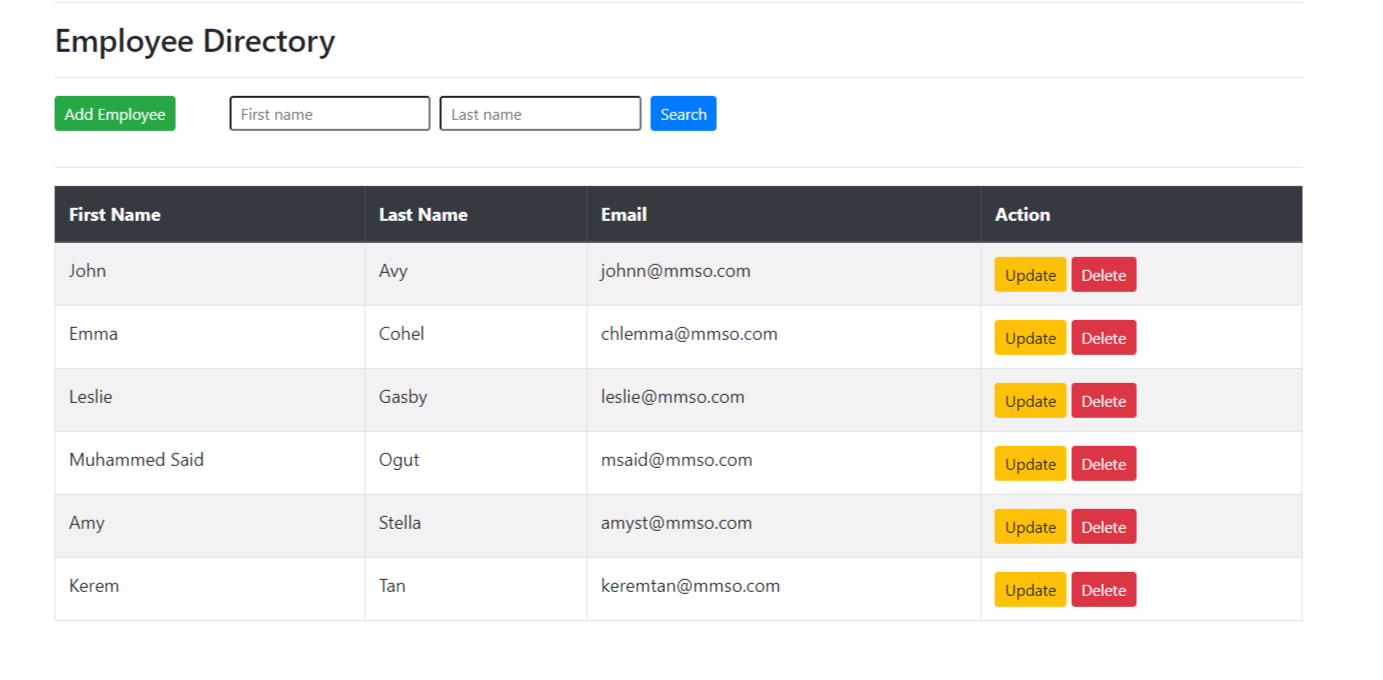 Employee Directory
Add Employee First name Last name Search
First Name Last Name Email Action
John Avy johnn@mmso.com Update Delete
Emma Cohel chlemma@mmso.com Update Delete
Leslie Gasby leslie@mmso.com Update Delete
Muhammed Said Ogut msaid@mmso.com Update Delete
Amy Stella amyst@mmso.com Update Delete
Kerem Tan keremtan@mmso.com Update Delete